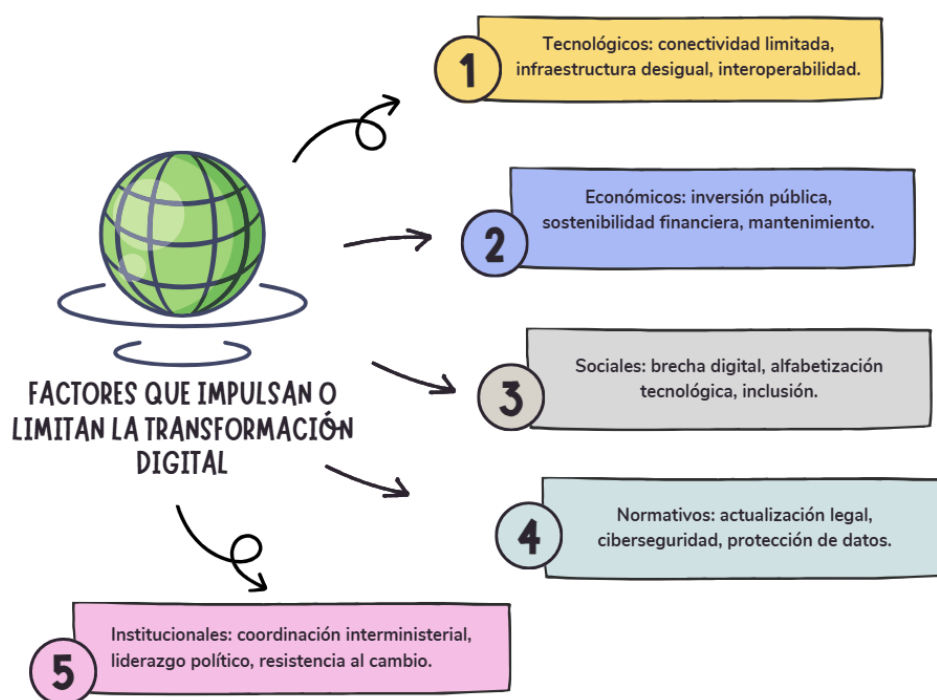 FACTORES QUE IMPULSAN O
LIMITAN LA TRANSFORMACIÓN
DIGITAL
1
Tecnológicos: conectividad limitada,
infraestructura desigual, interoperabilidad.
2
Económicos: inversión pública,
sostenibilidad financiera, mantenimiento.
3
Sociales: brecha digital, alfabetización
tecnológica, inclusión.
4
Normativos: actualización legal,
ciberseguridad, protección de datos.
5
Institucionales: coordinación interministerial,
liderazgo político, resistencia al cambio.